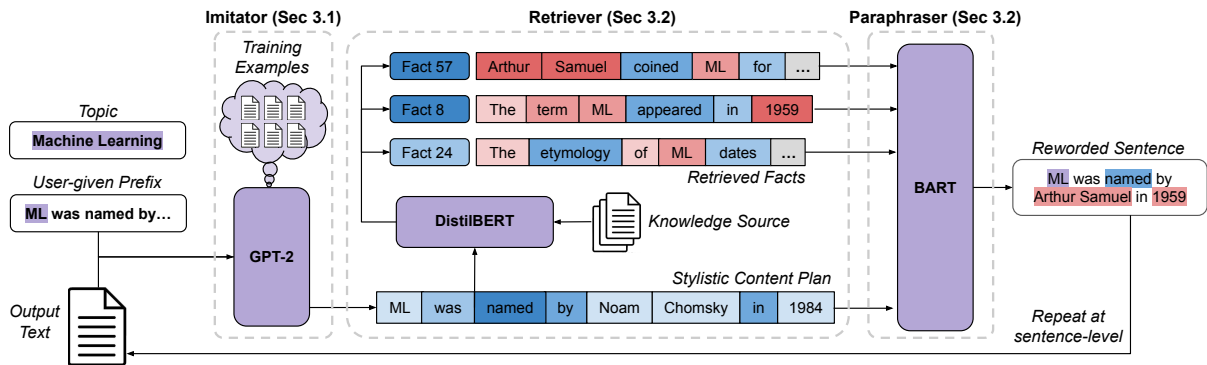 Imitator (Sec 3.1)
Retriever (Sec 3.2)
Paraphraser (Sec 3.2)
Training
Examples
Topic
Machine Learning
User-given Prefix
ML was named by…
Output
Text
GPT-2
Fact 57
Arthur Samuel coined ML for ...
Fact 8
The term ML appeared in 1959
Fact 24
The etymology of ML dates ...
Retrieved Facts
DistilBERT
Knowledge Source
Stylistic Content Plan
ML was named by Noam Chomsky in 1984
BART
Reworded Sentence
ML was named by
Arthur Samuel in 1959
Repeat at
sentence-level